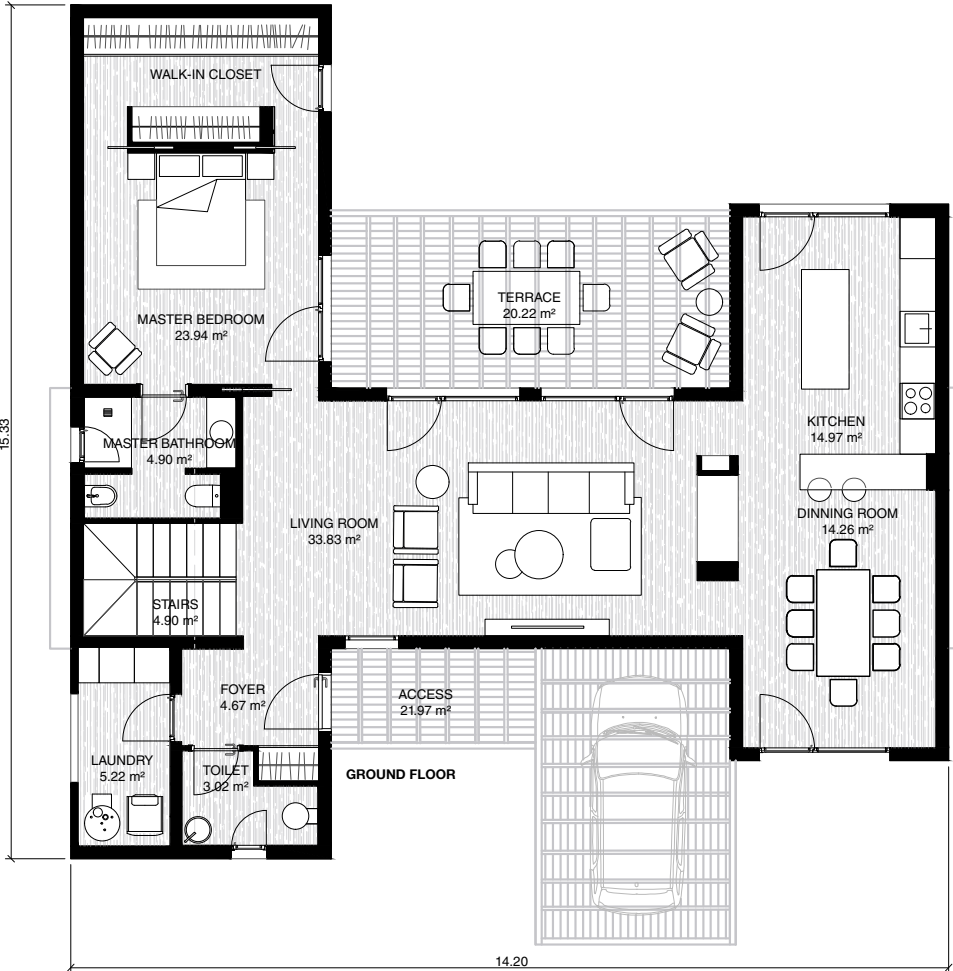 WALK-IN CLOSET
MASTER BEDROOM
23.94 m²
TERRACE
20.22 m²
KITCHEN
14.97 m²
MASTER BATHROOM
4.90 m²
15.33
LIVING ROOM
33.83 m²
DINNING ROOM
14.26 m²
STAIRS
4.90 m²
FOYER
4.67 m²
ACCESS
21.97 m²
LAUNDRY
5.22 m²
TOILET
3.02 m²
GROUND FLOOR
14.20